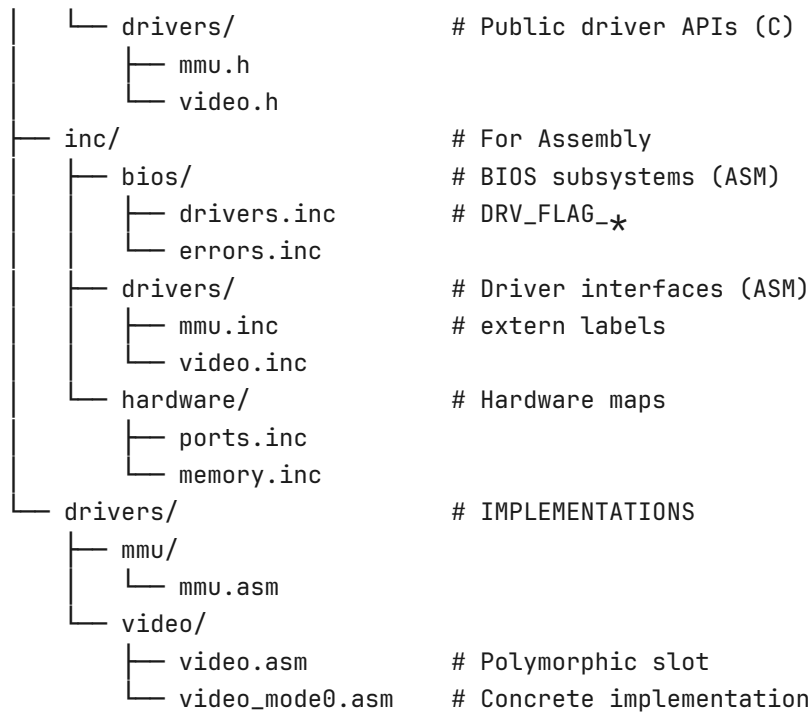 │   └── drivers/               # Public driver APIs (C)
│       ├── mmu.h
│       └── video.h
├── inc/                       # For Assembly
│   ├── bios/                  # BIOS subsystems (ASM)
│   │   ├── drivers.inc        # DRV_FLAG_*
│   │   └── errors.inc
│   ├── drivers/               # Driver interfaces (ASM)
│   │   ├── mmu.inc            # extern labels
│   │   └── video.inc
│   └── hardware/              # Hardware maps
│       ├── ports.inc
│       └── memory.inc
└── drivers/                   # IMPLEMENTATIONS
    ├── mmu/
    │   └── mmu.asm
    └── video/
        ├── video.asm          # Polymorphic slot
        └── video_mode0.asm    # Concrete implementation